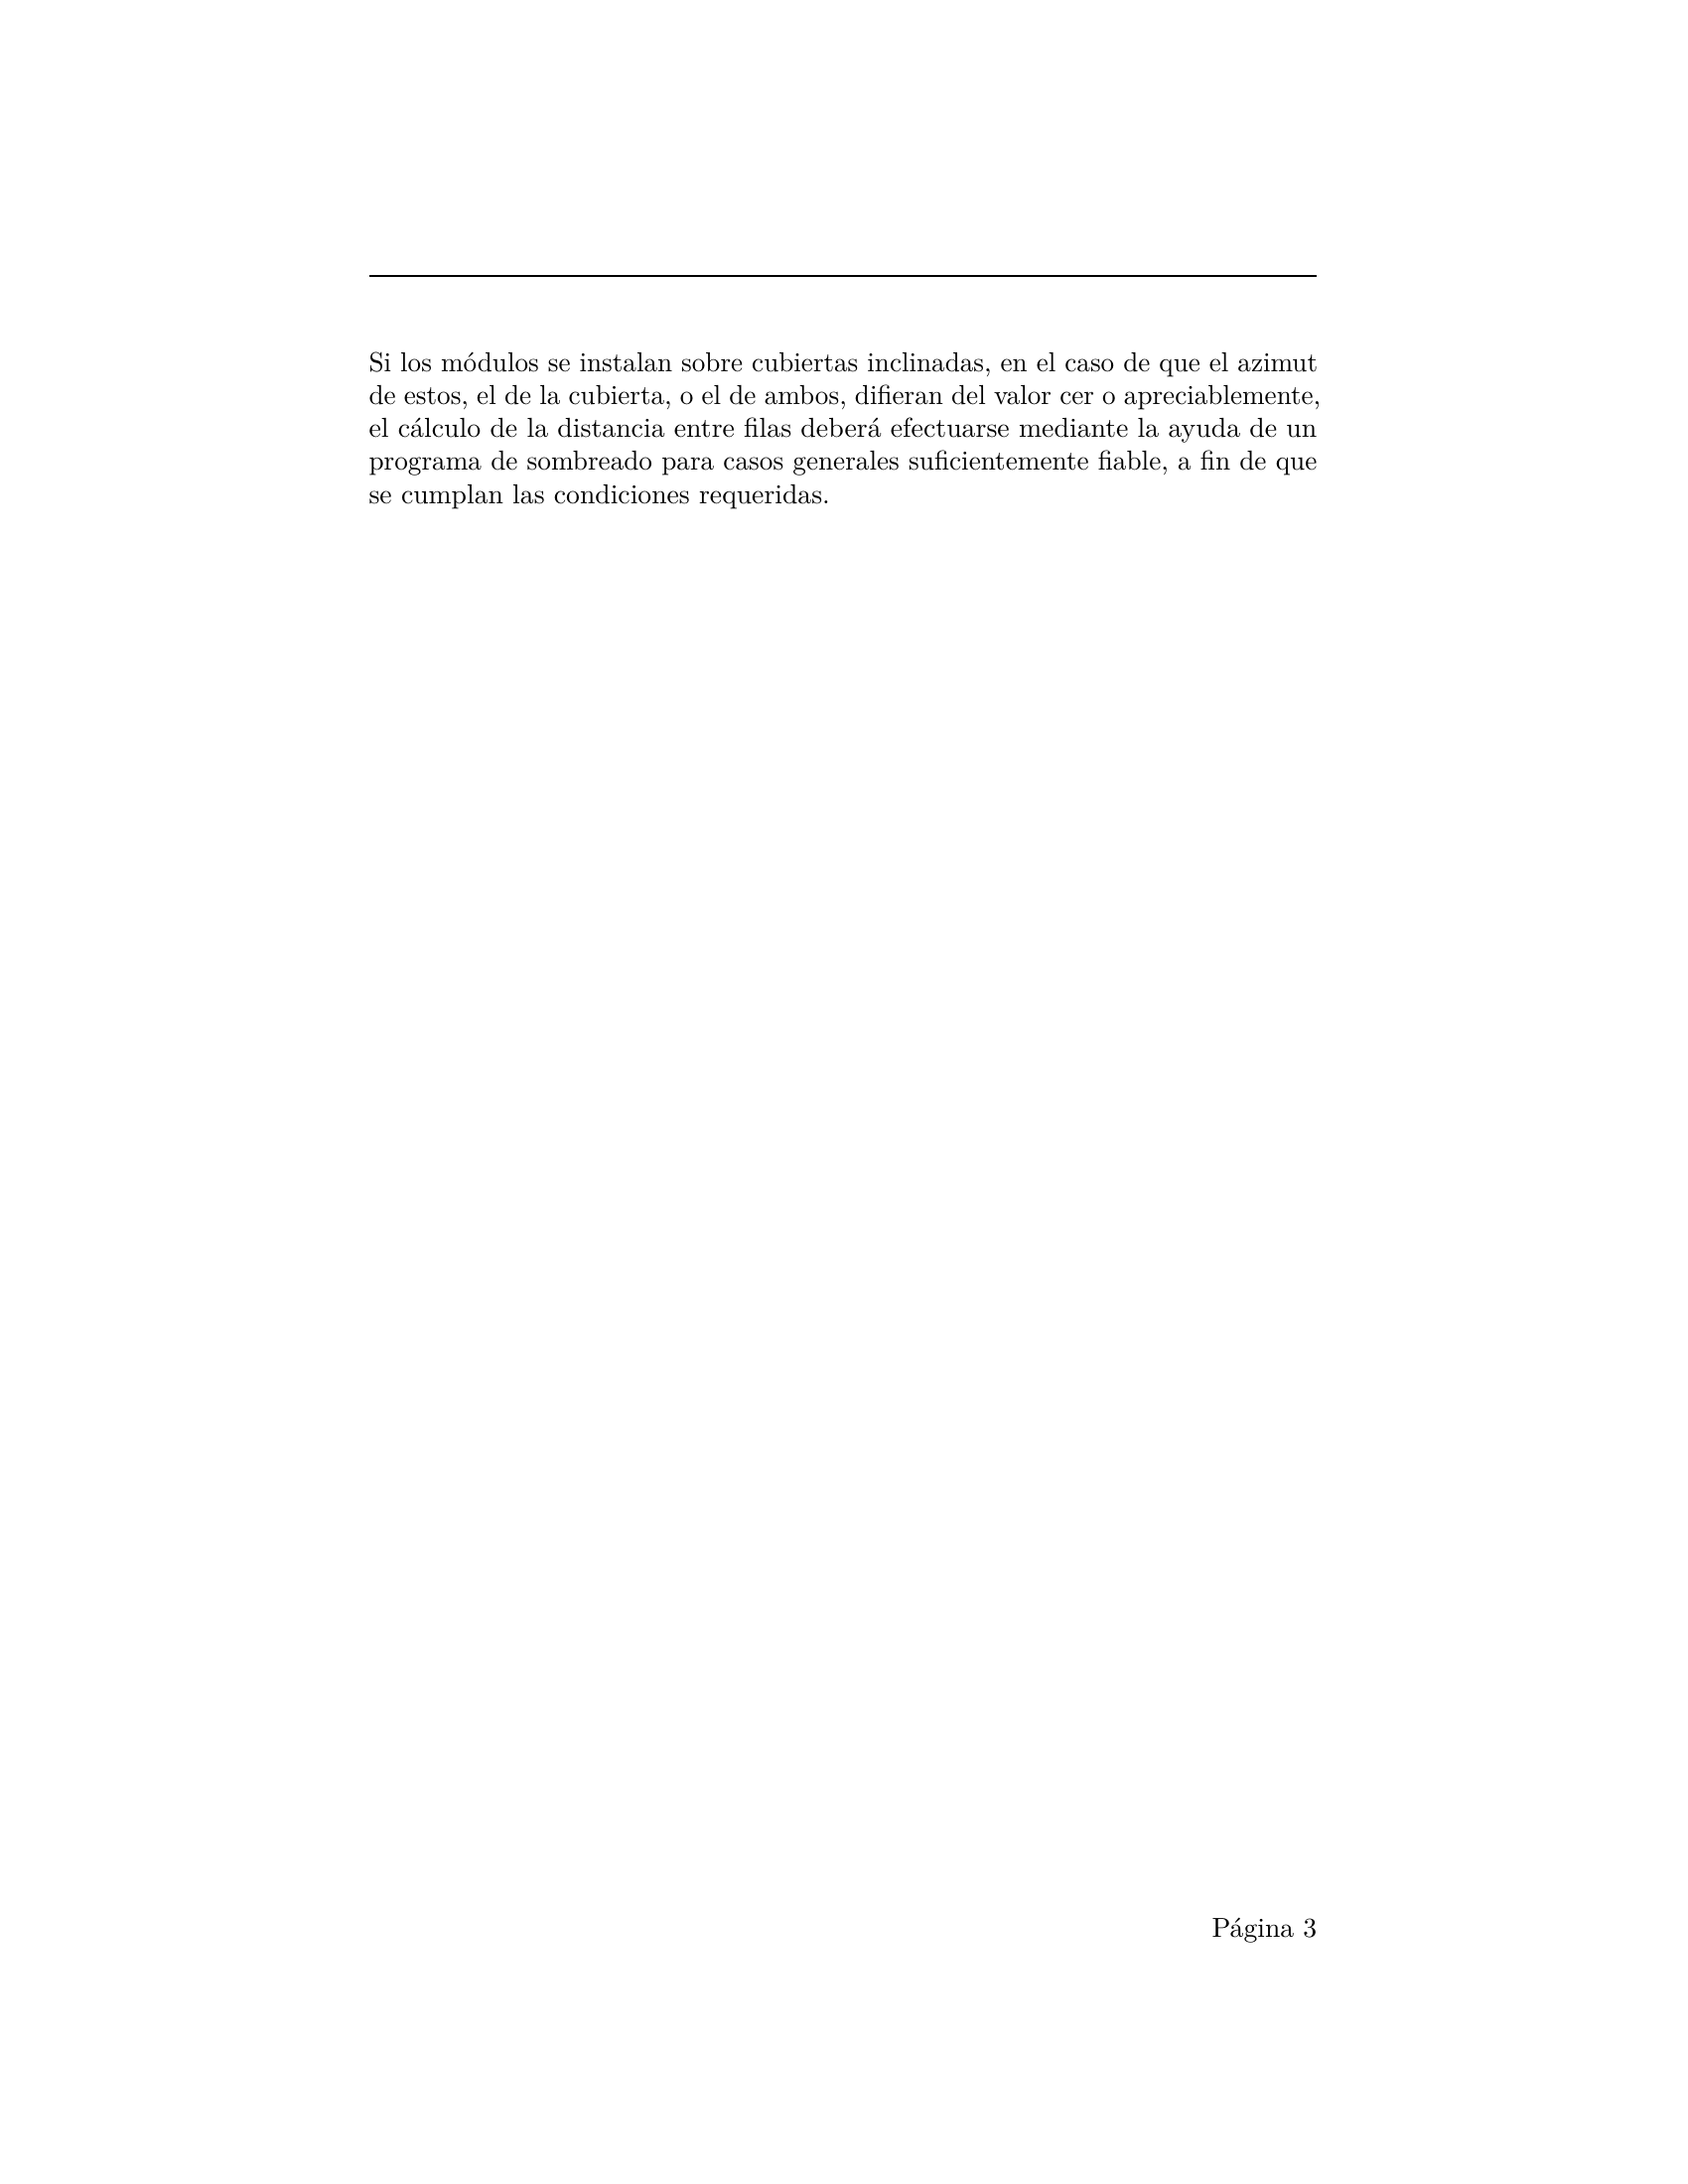 Si los módulos se instalan sobre cubiertas inclinadas, en el caso de que el azimut
de estos, el de la cubierta, o el de ambos, difieran del valor cer o apreciablemente,
el cálculo de la distancia entre filas deberá efectuarse mediante la ayuda de un
programa de sombreado para casos generales suficientemente fiable, a fin de que
se cumplan las condiciones requeridas.
Página 3